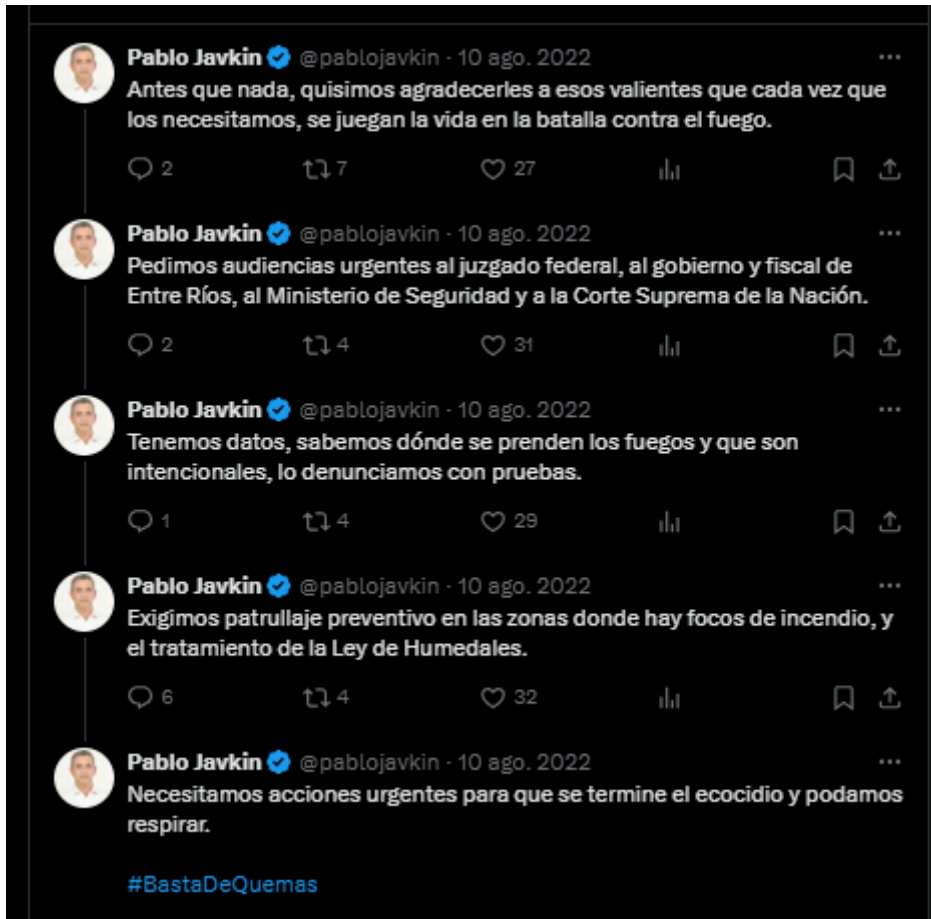 Pablo Javkin @pablojavkin · 10 ago. 2022
Antes que nada, quisimos agradecerles a esos valientes que cada vez que
los necesitamos, se juegan la vida en la batalla contra el fuego.
2 7 27
Pablo Javkin @pablojavkin · 10 ago. 2022
Pedimos audiencias urgentes al juzgado federal, al gobierno y fiscal de
Entre Ríos, al Ministerio de Seguridad y a la Corte Suprema de la Nación.
2 4 31
Pablo Javkin @pablojavkin · 10 ago. 2022
Tenemos datos, sabemos dónde se prenden los fuegos y que son
intencionales, lo denunciamos con pruebas.
1 4 29
Pablo Javkin @pablojavkin · 10 ago. 2022
Exigimos patrullaje preventivo en las zonas donde hay focos de incendio, y
el tratamiento de la Ley de Humedales.
6 4 32
Pablo Javkin @pablojavkin · 10 ago. 2022
Necesitamos acciones urgentes para que se termine el ecocidio y podamos
respirar.
#BastaDeQuemas